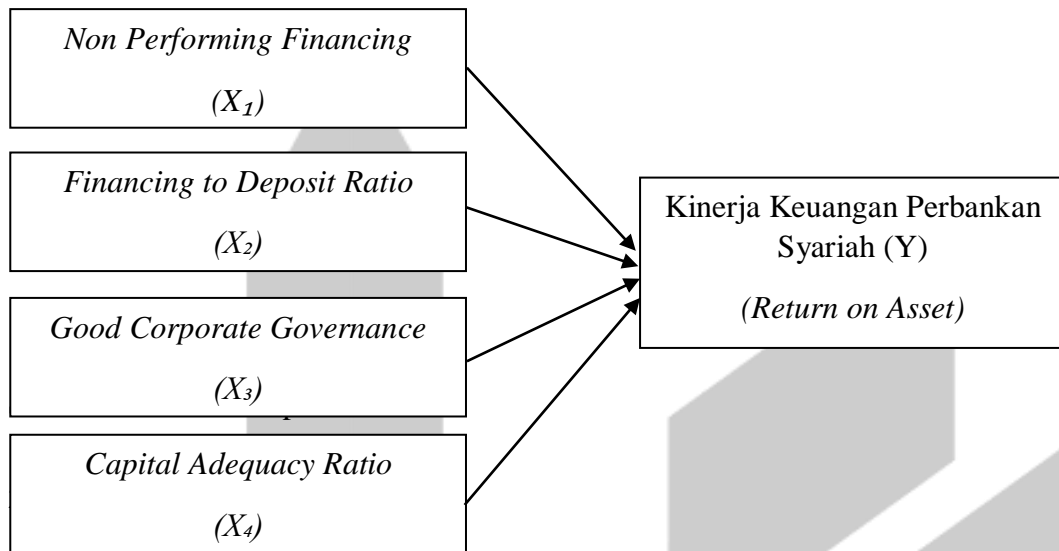 Non Performing Financing
(X₁)
Financing to Deposit Ratio
(X₂)
Good Corporate Governance
(X₃)
Capital Adequacy Ratio
(X₄)
Kinerja Keuangan Perbankan
Syariah (Y)
(Return on Asset)